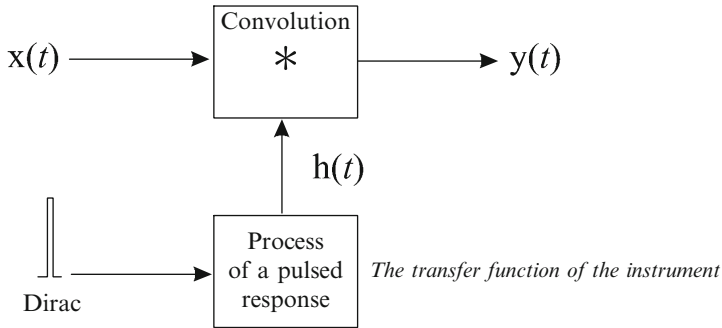 Convolution
x(t)
*
y(t)
h(t)
Process
of a pulsed
response
The transfer function of the instrument
Dirac